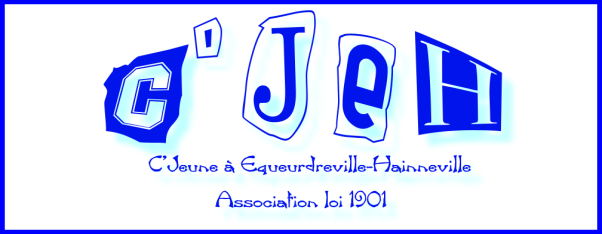 C'JeH
C'Jeune à Equeurdreville-Hainneville
Association loi 1901